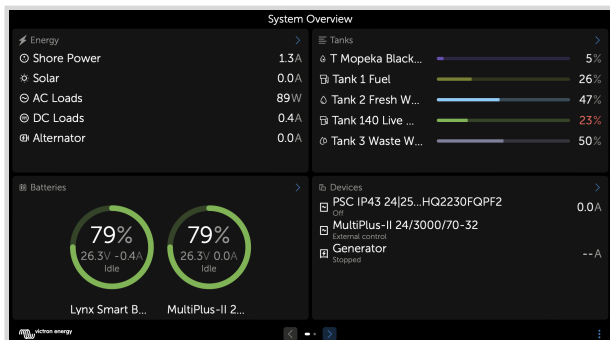 System Overview
Energy
Shore Power 1.3A
Solar 0.0A
AC Loads 89W
DC Loads 0.4A
Alternator 0.0A
Tanks
T Mopeka Black... 5%
Tank 1 Fuel 26%
Tank 2 Fresh W... 47%
Tank 140 Live ... 23%
Tank 3 Waste W... 50%
Batteries
79% 79%
26.3V -0.4A 26.3V 0.0A
Idle Idle
Lynx Smart B... MultiPlus-II 2...
Devices
PSC IP43 24|25...HQ2230FQPF2 0.0A
Off
MultiPlus-II 24/3000/70-32
External control
Generator --A
Stopped
victron energy